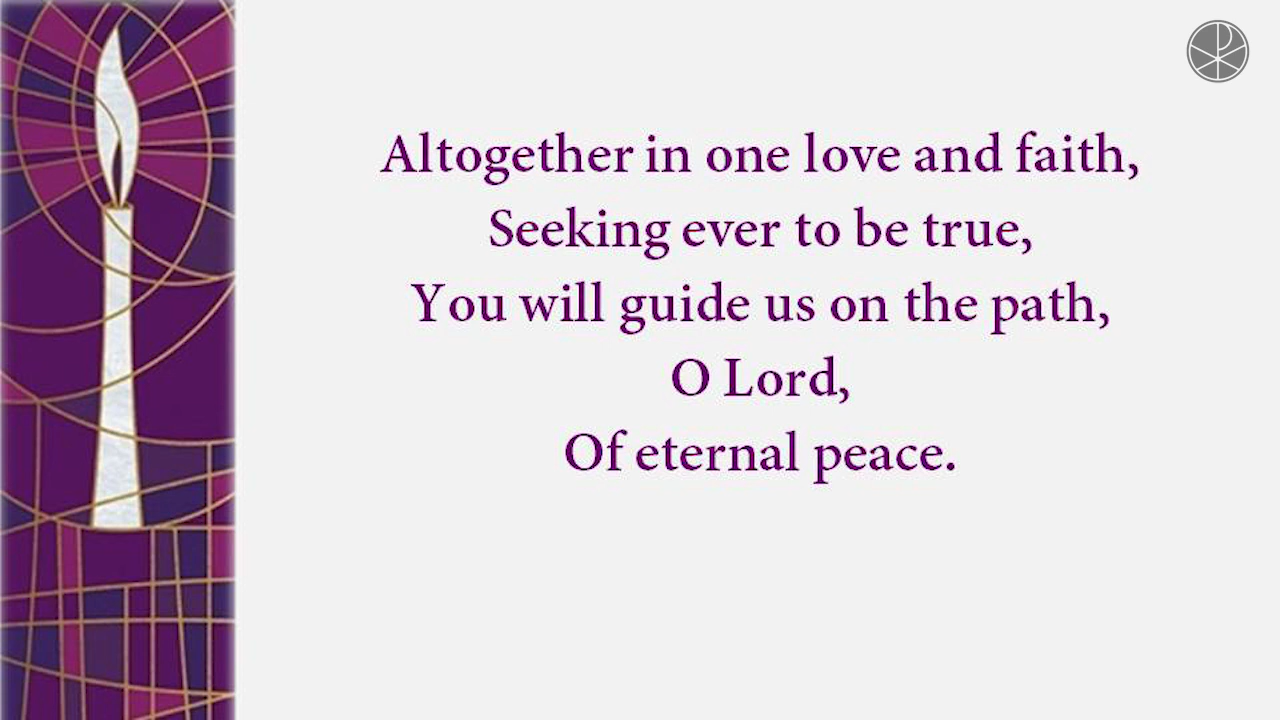 Altogether in one love and faith,
Seeking ever to be true,
You will guide us on the path,
O Lord,
Of eternal peace.